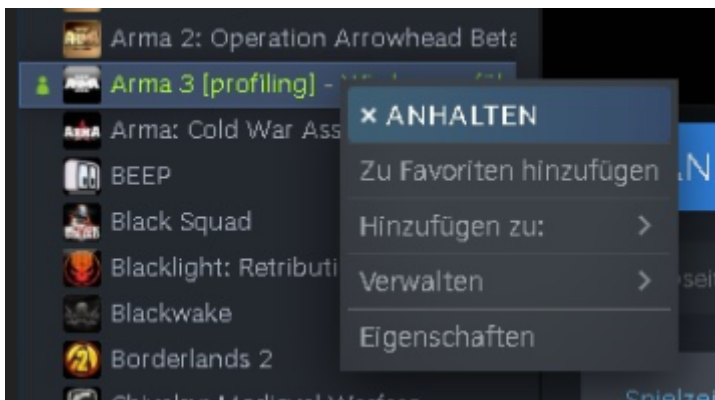 Arma 2: Operation Arrowhead Beta
Arma 3 [profiling] -
× ANHALTEN
Arma: Cold War Ass
Zu Favoriten hinzufügen
BEEP
Black Squad
Hinzufügen zu:
Blacklight: Retributi
Verwalten
Blackwake
Eigenschaften
Borderlands 2